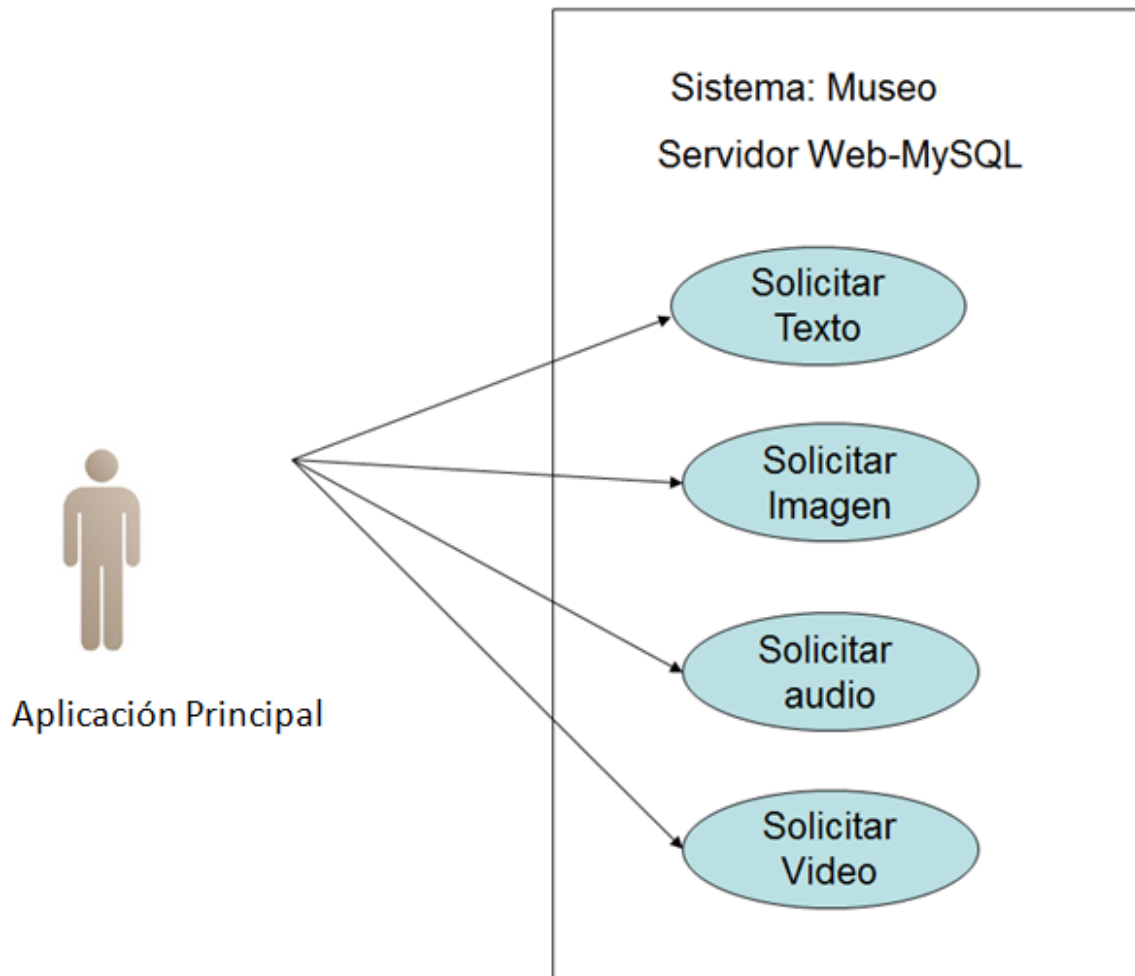 Sistema: Museo
Servidor Web-MySQL
Solicitar
Texto
Solicitar
Imagen
Solicitar
audio
Solicitar
Video
Aplicación Principal